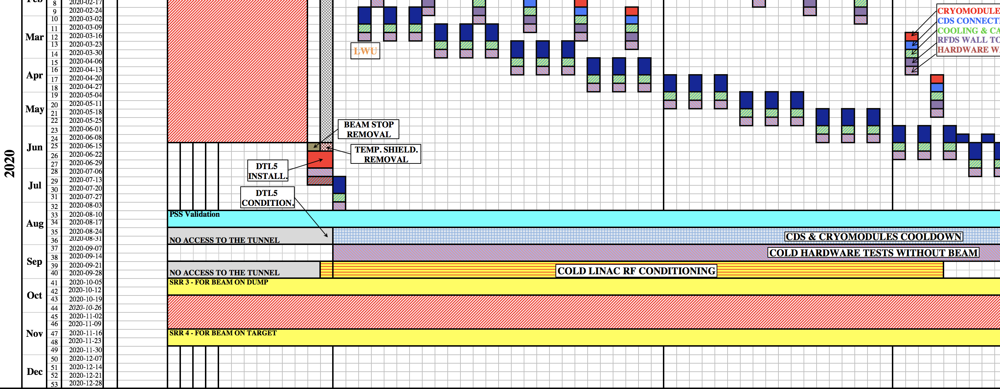 Feb
8 2020-02-17
9 2020-02-24
10 2020-03-02
11 2020-03-09
Mar
12 2020-03-16
13 2020-03-23
14 2020-03-30
15 2020-04-06
16 2020-04-13
Apr
17 2020-04-20
18 2020-04-27
19 2020-05-04
20 2020-05-11
May
21 2020-05-18
22 2020-05-25
23 2020-06-01
24 2020-06-08
Jun
25 2020-06-15
26 2020-06-22
27 2020-06-29
2020
28 2020-07-06
29 2020-07-13
Jul
30 2020-07-20
31 2020-07-27
32 2020-08-03
33 2020-08-10
Aug
34 2020-08-17
35 2020-08-24
36 2020-08-31
37 2020-09-07
38 2020-09-14
Sep
39 2020-09-21
40 2020-09-28
41 2020-10-05
42 2020-10-12
Oct
43 2020-10-19
44 2020-10-26
45 2020-11-02
46 2020-11-09
Nov
47 2020-11-16
48 2020-11-23
49 2020-11-30
50 2020-12-07
51 2020-12-14
Dec
52 2020-12-21
53 2020-12-28
CRYOMODULE
CDS CONNECTI
COOLING & CA
RFDS WALL TO
HARDWARE WA
LWU
BEAM STOP
REMOVAL
TEMP. SHIELD.
REMOVAL
DTL5
INSTALL.
DTL5
CONDITION.
PSS Validation
NO ACCESS TO THE TUNNEL
CDS & CRYOMODULES COOLDOWN
COLD HARDWARE TESTS WITHOUT BEAM
NO ACCESS TO THE TUNNEL
COLD LINAC RF CONDITIONING
SRR 3 - FOR BEAM ON DUMP
SRR 4 - FOR BEAM ON TARGET